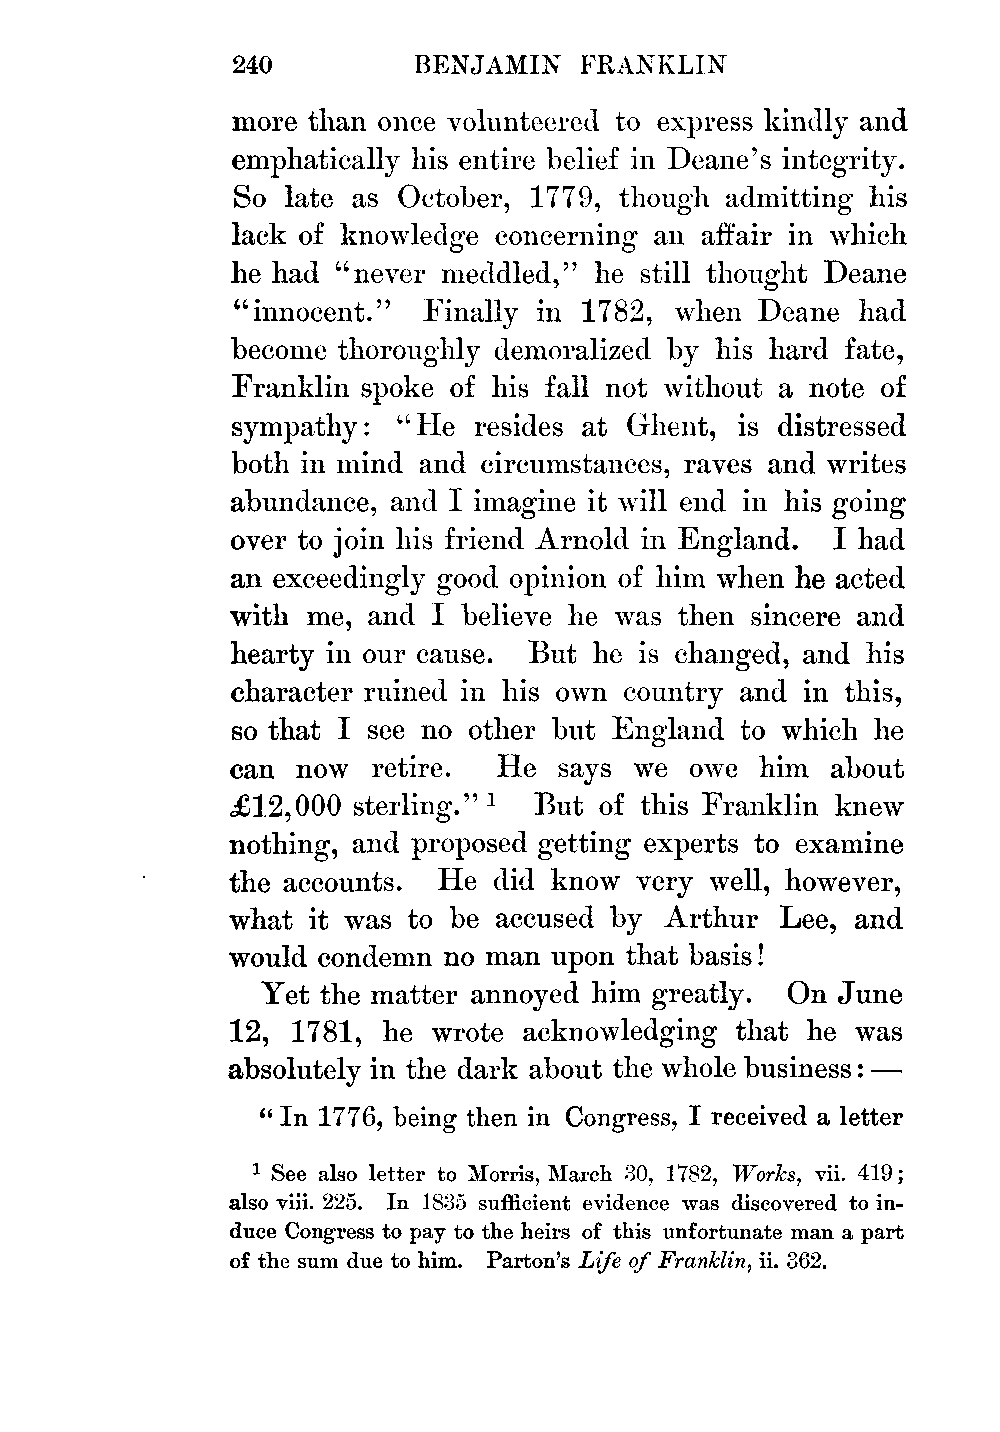 240 BENJAMIN FRANKLIN
more than once volunteered to express kindly and
emphatically his entire belief in Deane's integrity.
So late as October, 1779, though admitting his
lack of knowledge concerning an affair in which
he had "never meddled," he still thought Deane
"innocent." Finally in 1782, when Deane had
become thoroughly demoralized by his hard fate,
Franklin spoke of his fall not without a note of
sympathy: "He resides at Ghent, is distressed
both in mind and circumstances, raves and writes
abundance, and I imagine it will end in his going
over to join his friend Arnold in England. I had
an exceedingly good opinion of him when he acted
with me, and I believe he was then sincere and
hearty in our cause. But he is changed, and his
character ruined in his own country and in this,
so that I see no other but England to which he
can now retire. He says we owe him about
£12,000 sterling." 1 But of this Franklin knew
nothing, and proposed getting experts to examine
the accounts. He did know very well, however,
what it was to be accused by Arthur Lee, and
would condemn no man upon that basis!
Yet the matter annoyed him greatly. On June
12, 1781, he wrote acknowledging that he was
absolutely in the dark about the whole business: —
"In 1776, being then in Congress, I received a letter
1 See also letter to Morris, March 30, 1782, Works, vii. 419;
also viii. 225. In 1835 sufficient evidence was discovered to in-
duce Congress to pay to the heirs of this unfortunate man a part
of the sum due to him. Parton's Life of Franklin, ii. 362.